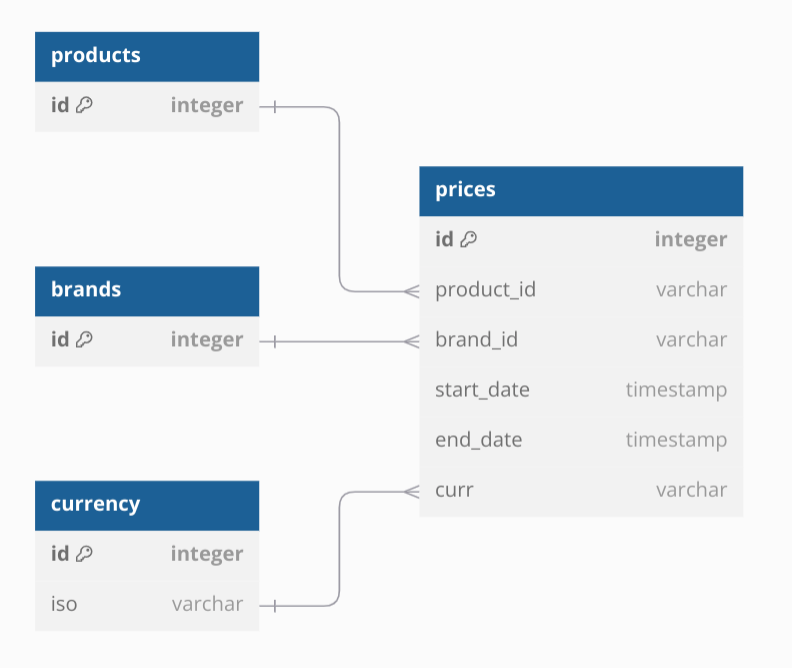 products
id integer
brands
id integer
currency
id integer
iso varchar
prices
id integer
product_id varchar
brand_id varchar
start_date timestamp
end_date timestamp
curr varchar